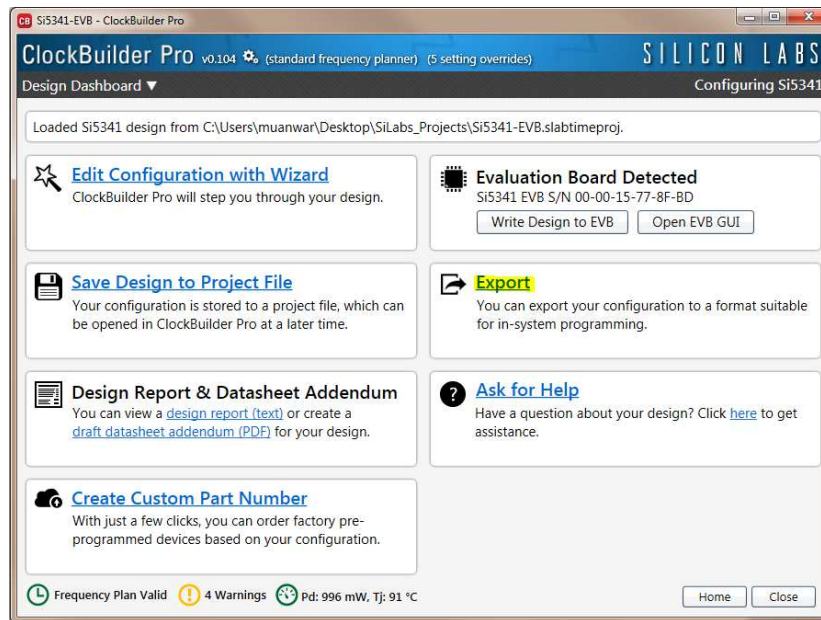 CB Si5341-EVB - ClockBuilder Pro
ClockBuilder Pro v0.104 (standard frequency planner) (5 setting overrides) SILICON LABS
Design Dashboard ▼ Configuring Si5341
Loaded Si5341 design from C:\Users\muanwar\Desktop\SiLabs_Projects\Si5341-EVB.slabtimeproj.
Edit Configuration with Wizard
ClockBuilder Pro will step you through your design.
Evaluation Board Detected
Si5341 EVB S/N 00-00-15-77-8F-BD
Write Design to EVB Open EVB GUI
Save Design to Project File
Your configuration is stored to a project file, which can
be opened in ClockBuilder Pro at a later time.
Export
You can export your configuration to a format suitable
for in-system programming.
Design Report & Datasheet Addendum
You can view a design report (text) or create a
draft datasheet addendum (PDF) for your design.
Ask for Help
Have a question about your design? Click here to get
assistance.
Create Custom Part Number
With just a few clicks, you can order factory pre-
programmed devices based on your configuration.
Frequency Plan Valid 4 Warnings Pd: 996 mW, Tj: 91 °C
Home Close